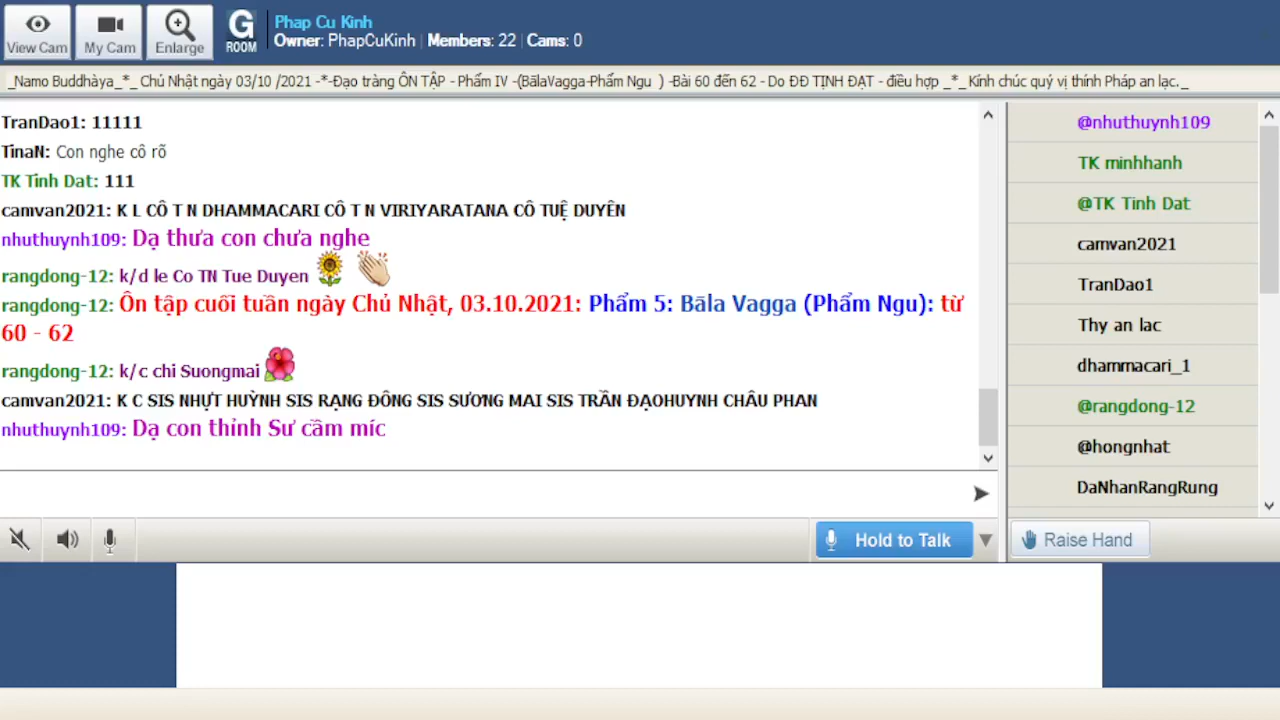 View Cam
My Cam
Enlarge
G
ROOM
Phap Cu Kinh
Owner: PhapCuKinh | Members: 22 | Cams: 0
_Namo Buddhàya_*_ Chủ Nhật ngày 03/10 /2021 -*-Đạo tràng ÔN TẬP - Phẩm IV -(BālaVagga-Phẩm Ngu ) -Bài 60 đến 62 - Do ĐĐ TỊNH ĐẠT - điều hợp _*_ Kính chúc quý vị thính Pháp an lạc._
TranDao1: 11111
TinaN: Con nghe cô rõ
TK Tinh Dat: 111
camvan2021: K L CÔ T N DHAMMACARI CÔ T N VIRIYARATANA CÔ TUỆ DUYÊN
nhuthuynh109: Dạ thưa con chưa nghe
rangdong-12: k/d le Co TN Tue Duyen
rangdong-12: Ôn tập cuối tuần ngày Chủ Nhật, 03.10.2021: Phẩm 5: Bāla Vagga (Phẩm Ngu): từ
60 - 62
rangdong-12: k/c chi Suongmai
camvan2021: K C SIS NHỰT HUỲNH SIS RẠNG ĐÔNG SIS SƯƠNG MAI SIS TRẦN ĐẠOHUYNH CHÂU PHAN
nhuthuynh109: Dạ con thỉnh Sư cầm míc
Hold to Talk
@nhuthuynh109
TK minhhanh
@TK Tinh Dat
camvan2021
TranDao1
Thy an lac
dhammacari_1
@rangdong-12
@hongnhat
DaNhanRangRung
Raise Hand